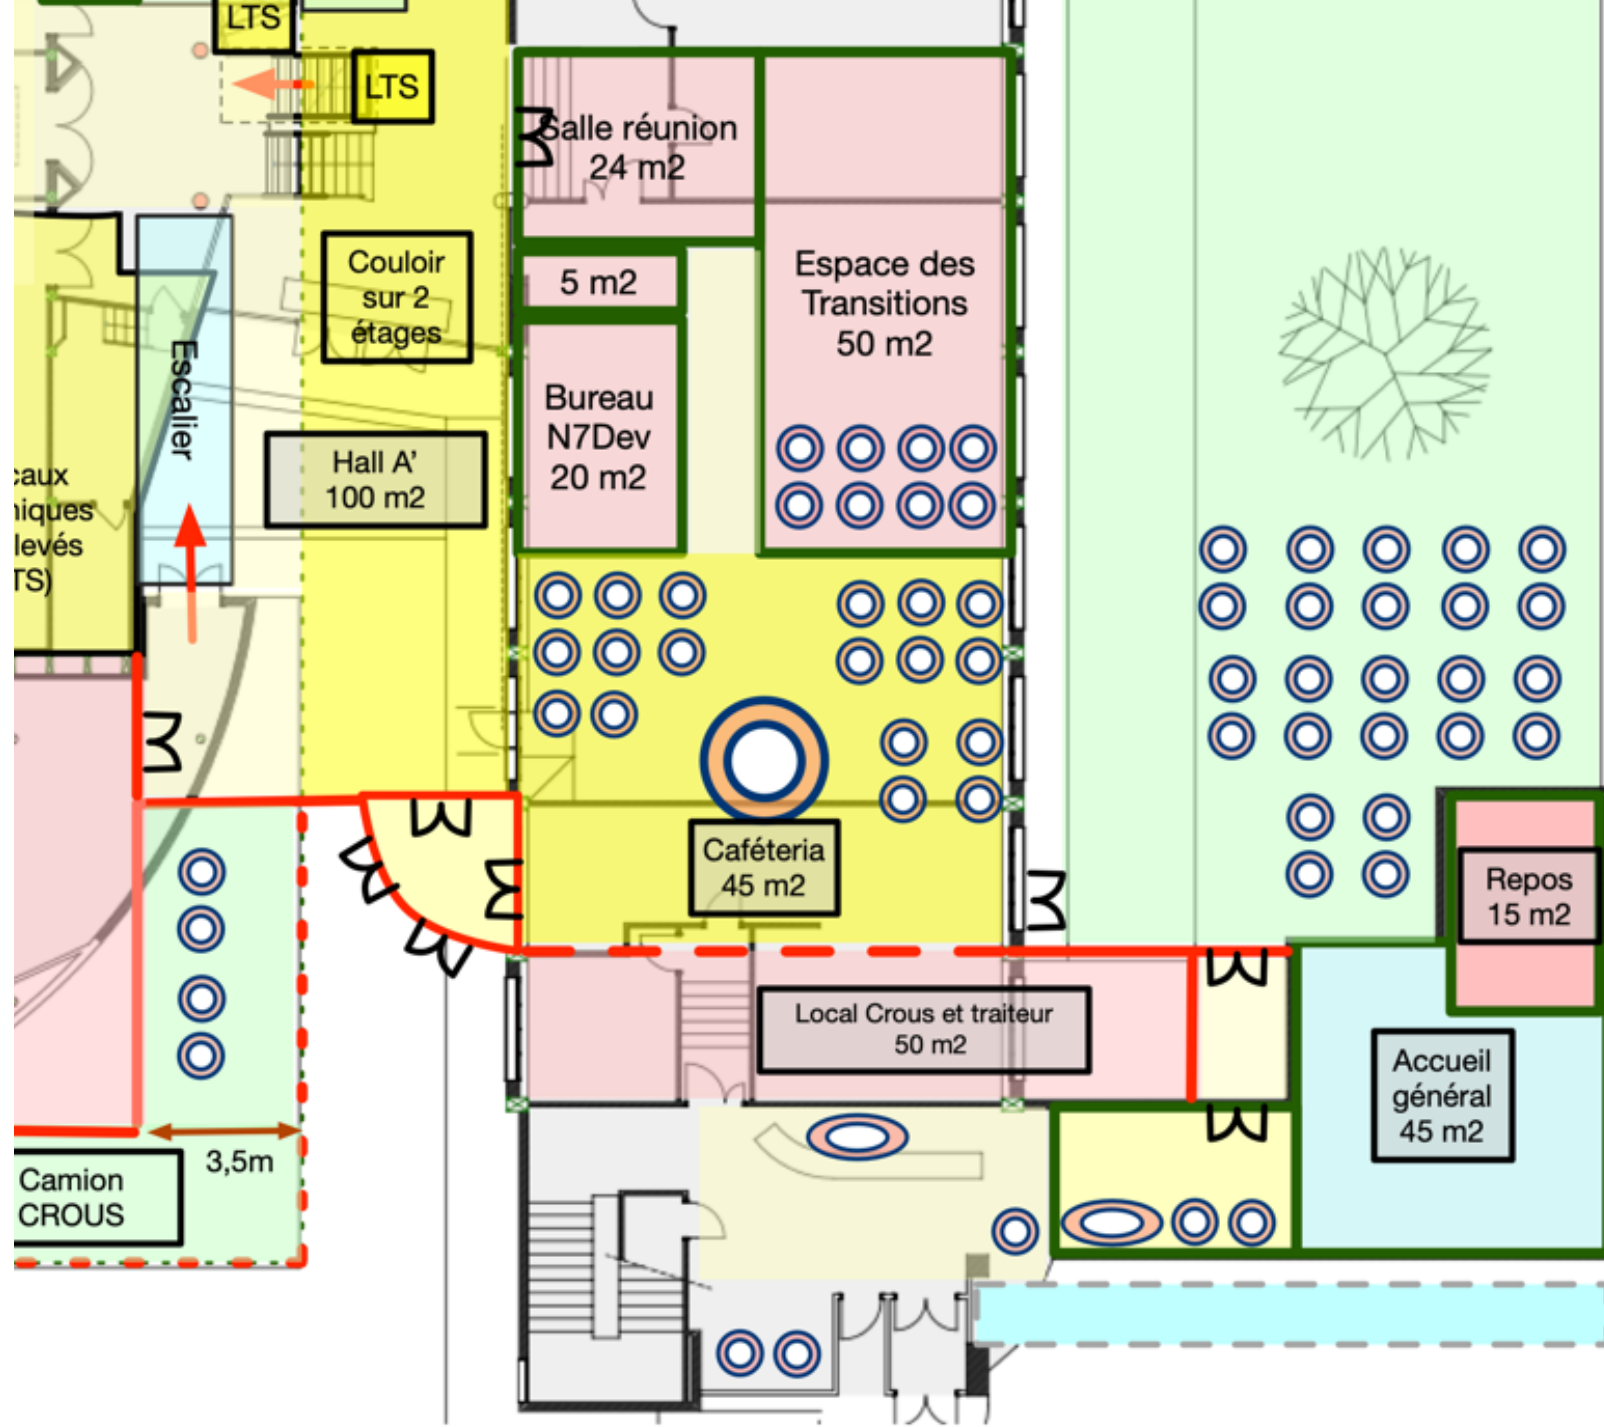 LTS
LTS
Salle réunion
24 m2
Couloir
sur 2
étages
5 m2
Espace des
Transitions
50 m2
Escalier
Bureau
N7Dev
20 m2
Hall A’
100 m2
caux
niques
levés
TS)
Caféteria
45 m2
Repos
15 m2
Local Crous et traiteur
50 m2
Accueil
général
45 m2
3,5m
Camion
CROUS